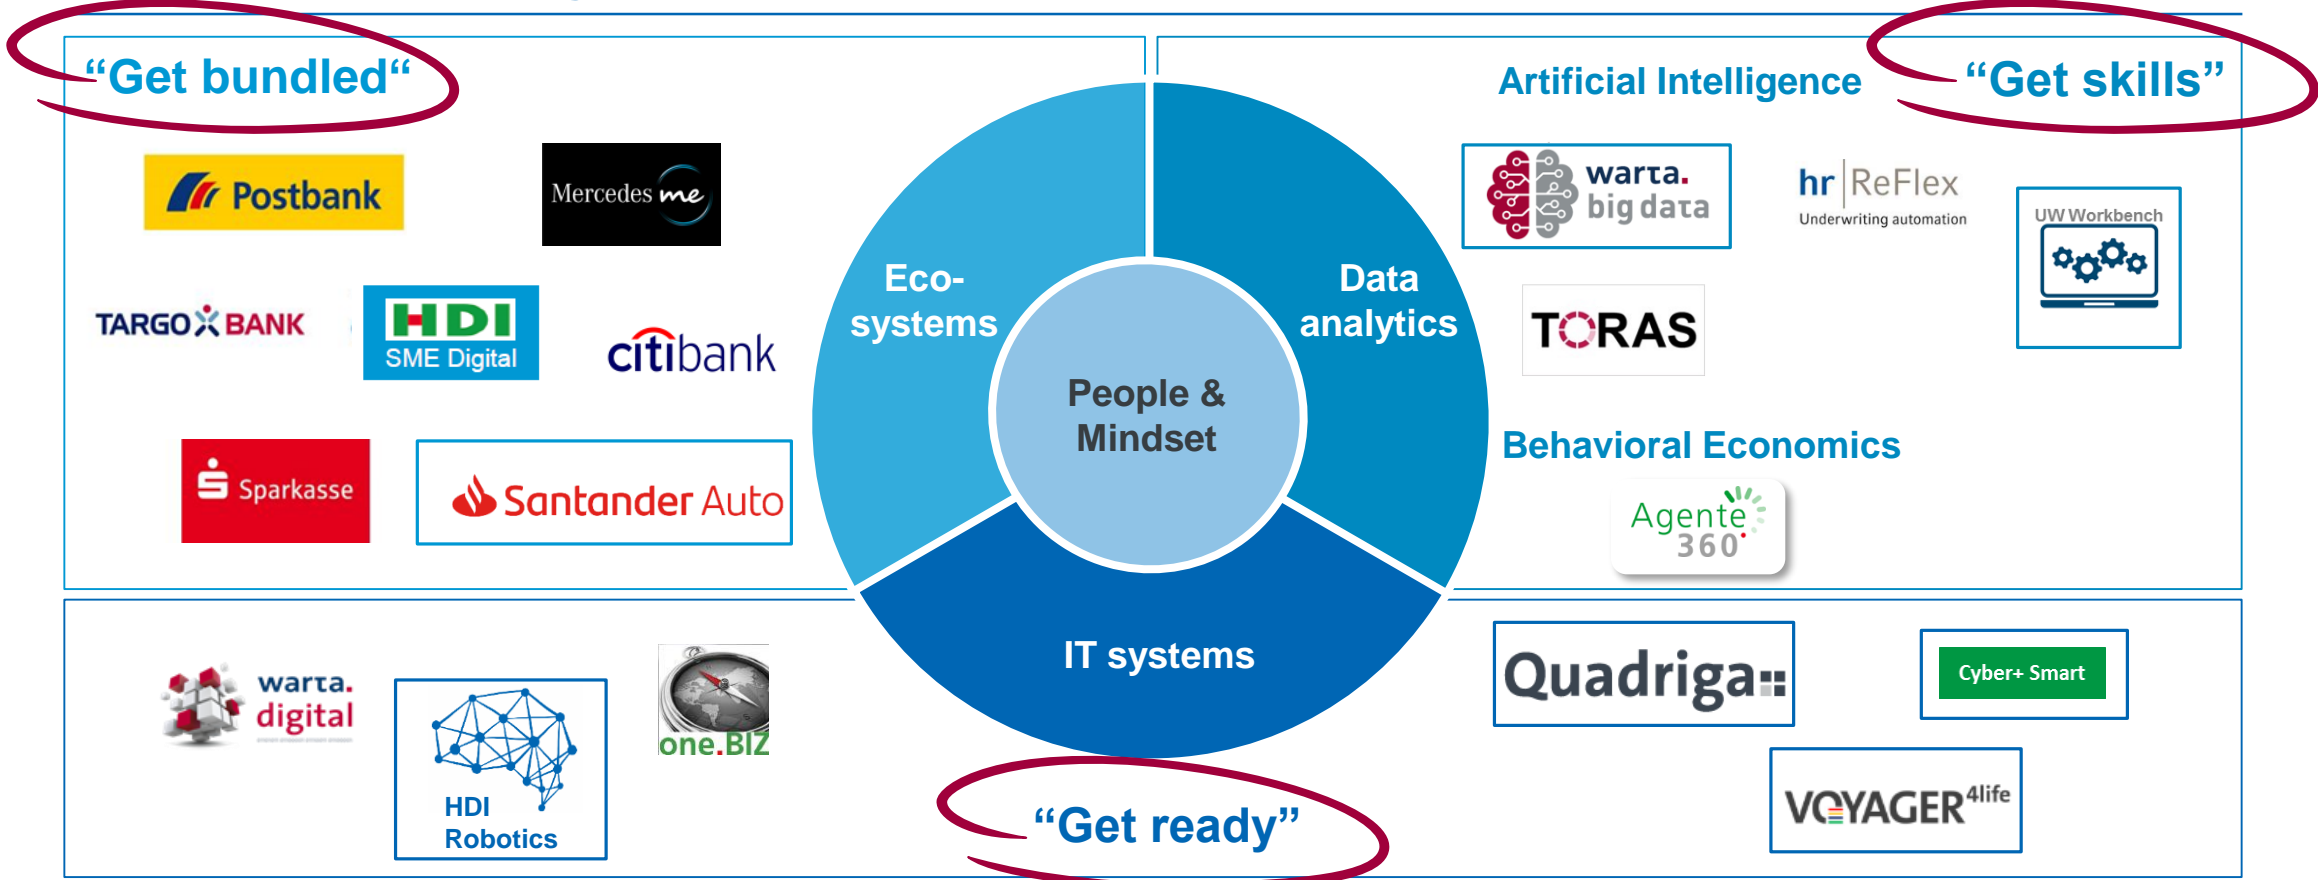 “Get bundled“
Postbank
Mercedes me
TARGO BANK
HDI
SME Digital
citibank
Sparkasse
Santander Auto
Eco-
systems
Data
analytics
People &
Mindset
IT systems
Artificial Intelligence
“Get skills”
warta.
big data
hr ReFlex
Underwriting automation
UW Workbench
TORAS
Behavioral Economics
Agente
360
warta.
digital
HDI
Robotics
one.BIZ
“Get ready”
Quadriga
Cyber+ Smart
VOYAGER 4life